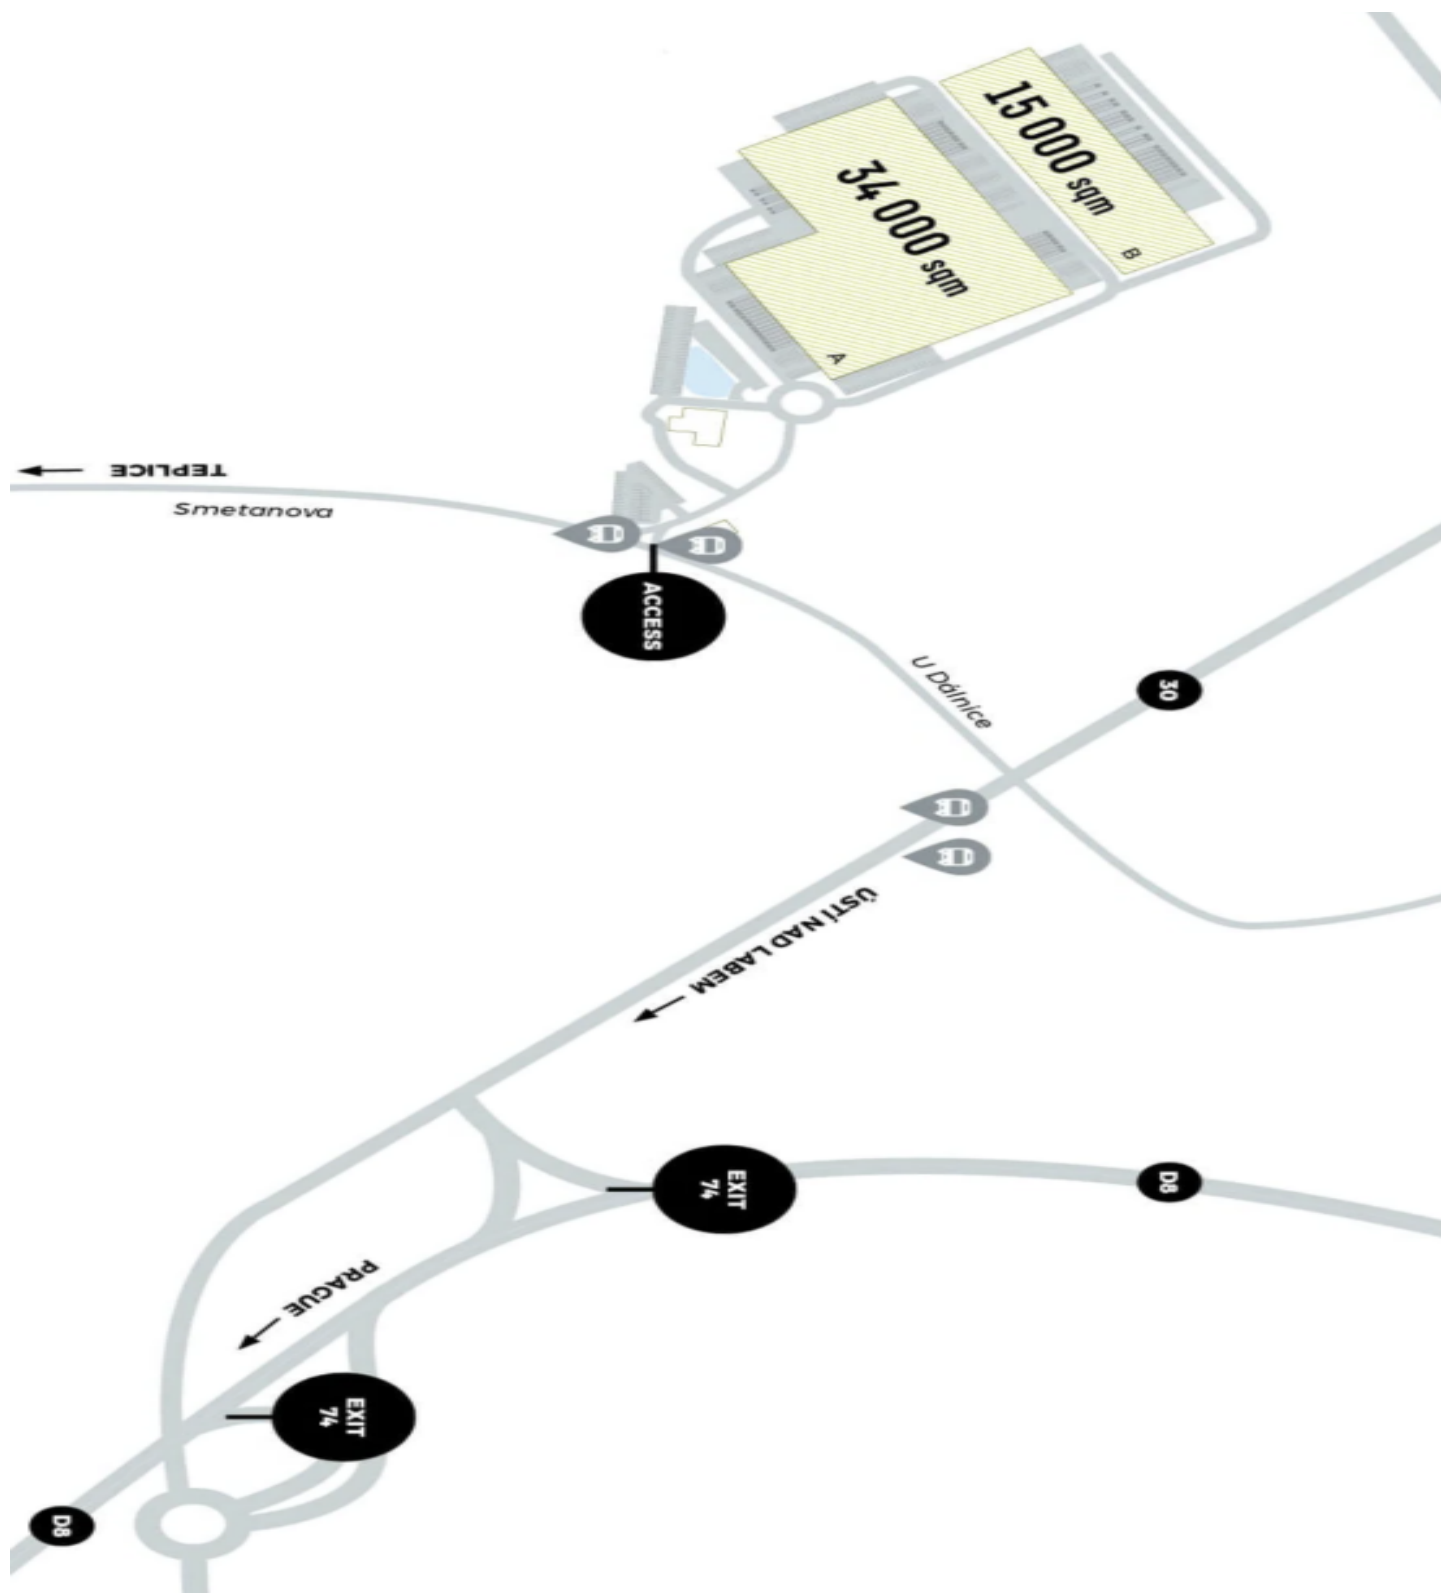 15 000 sqm
B
34 000 sqm
A
TEPLICE
Smetanova
ACCESS
U Dálnice
30
ÚSTÍ NAD LABEM
EXIT
74
D8
PRAGUE
EXIT
74
D8